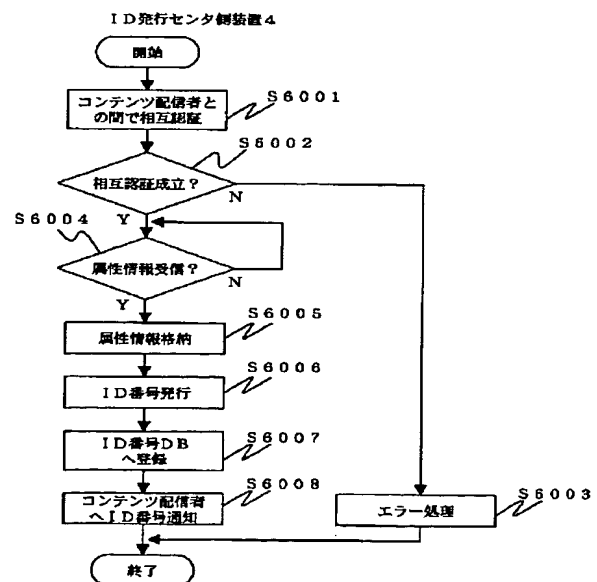 ＩＤ発行センタ側装置４
開始
コンテンツ配信者と
の間で相互認証
Ｓ６００１
Ｓ６００２
相互認証成立？
N
Y
Ｓ６００４
属性情報受信？
N
Y
属性情報格納
Ｓ６００５
ＩＤ番号発行
Ｓ６００６
ＩＤ番号ＤＢ
へ登録
Ｓ６００７
コンテンツ配信者
へＩＤ番号通知
Ｓ６００８
エラー処理
Ｓ６００３
終了